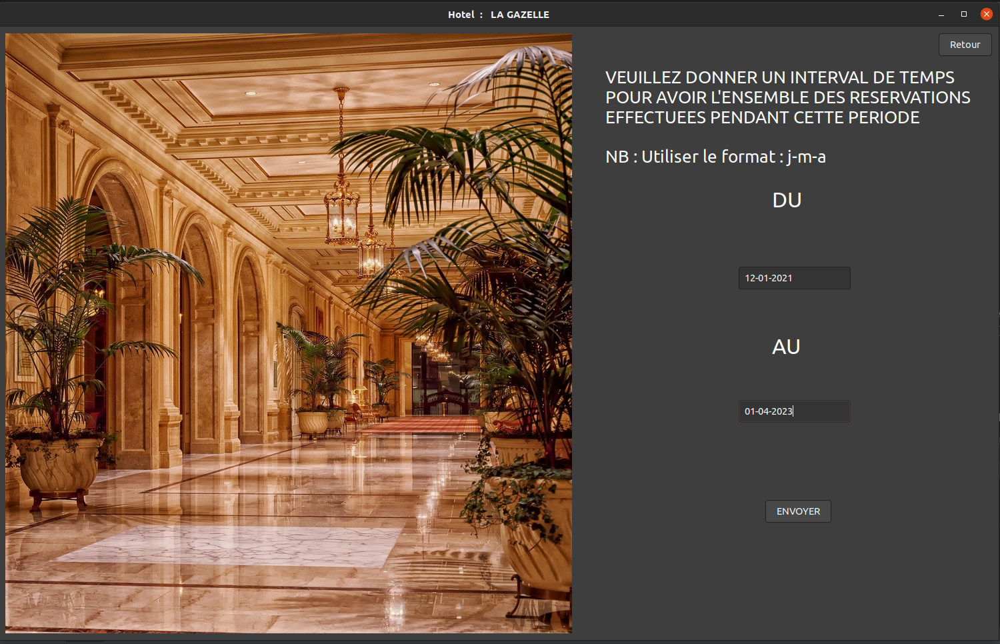 Hotel : LA GAZELLE
Retour
VEUILLEZ DONNER UN INTERVAL DE TEMPS
POUR AVOIR L'ENSEMBLE DES RESERVATIONS
EFFECTUEES PENDANT CETTE PERIODE
NB : Utiliser le format : j-m-a
DU
12-01-2021
AU
01-04-2023
ENVOYER